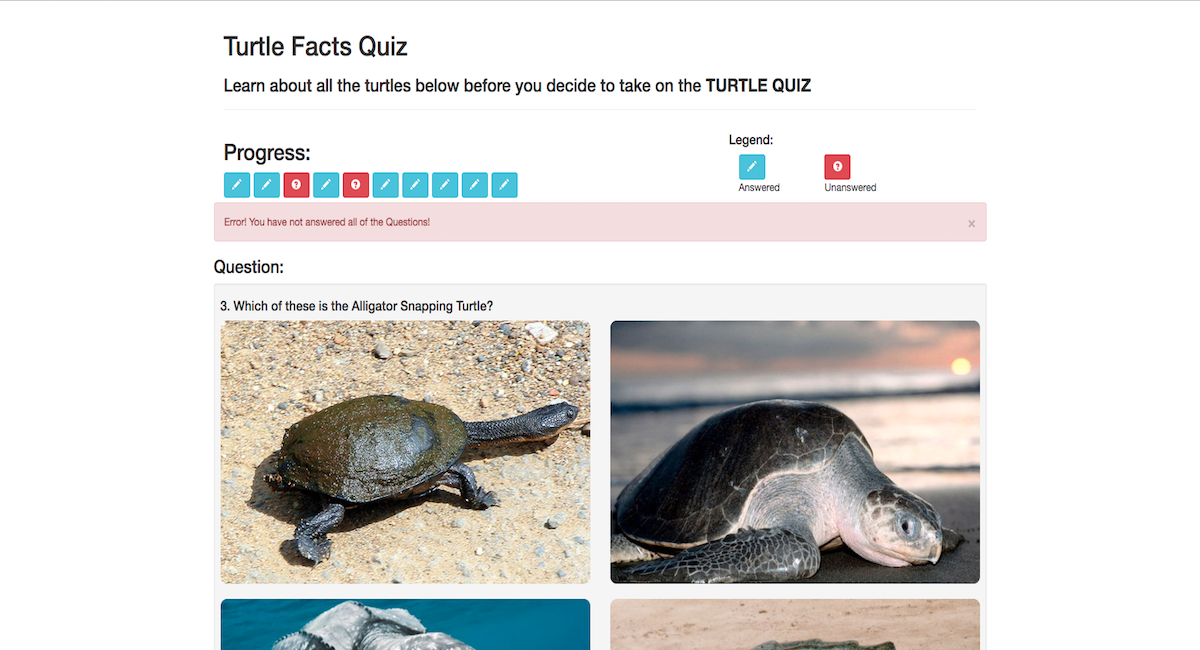 Turtle Facts Quiz
Learn about all the turtles below before you decide to take on the TURTLE QUIZ
Progress:
Legend:
Answered
Unanswered
Error! You have not answered all of the Questions!
×
Question:
3. Which of these is the Alligator Snapping Turtle?